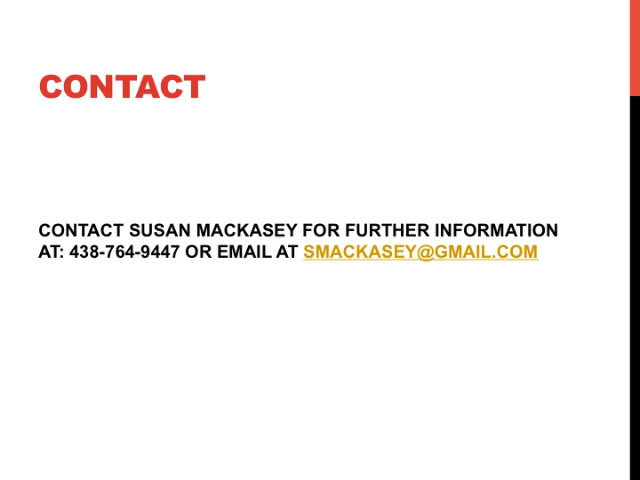 CONTACT
CONTACT SUSAN MACKASEY FOR FURTHER INFORMATION
AT: 438-764-9447 OR EMAIL AT SMACKASEY@GMAIL.COM